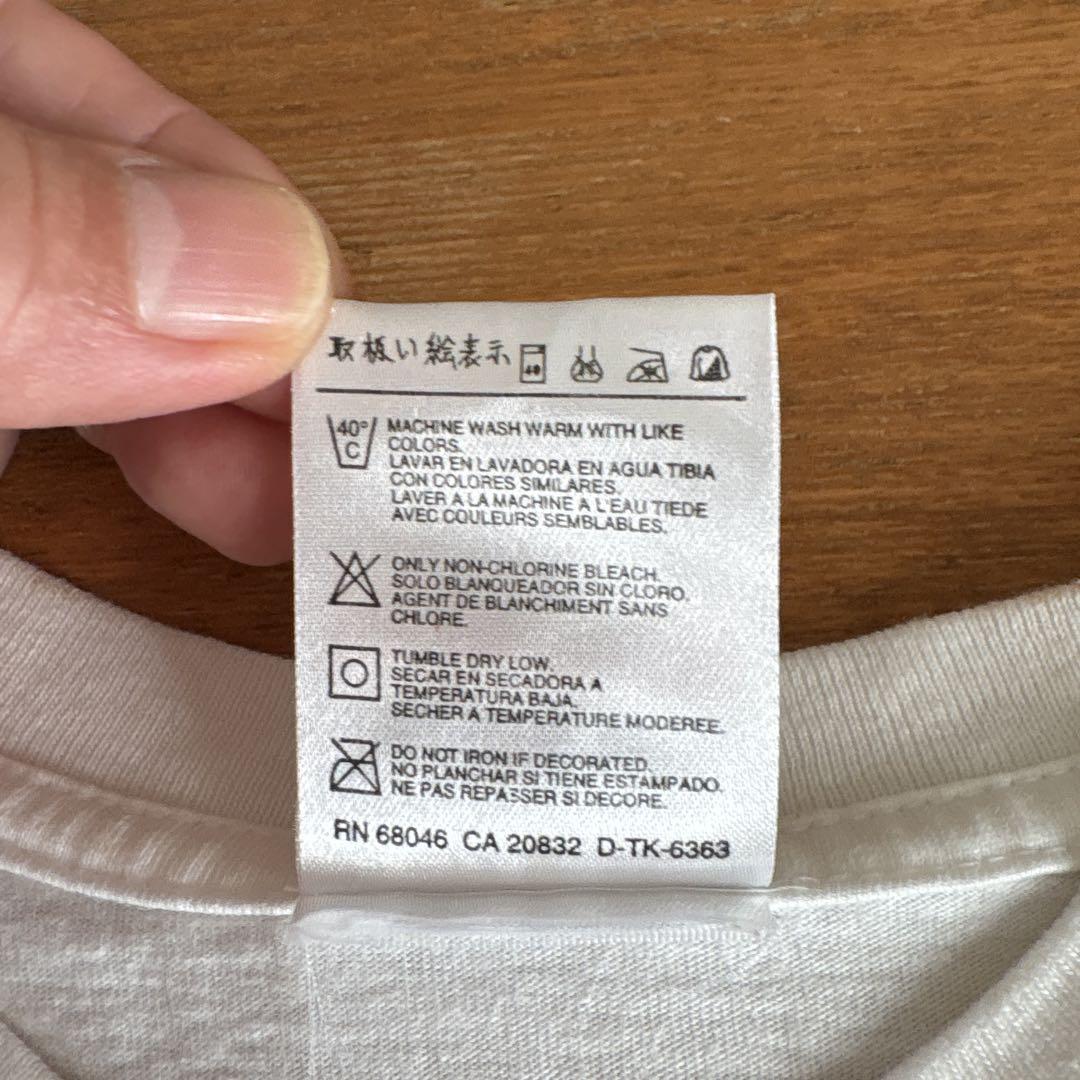 取扱い絵表示 40
40° C MACHINE WASH WARM WITH LIKE
COLORS.
LAVAR EN LAVADORA EN AGUA TIBIA
CON COLORES SIMILARES.
LAVER A LA MACHINE A L'EAU TIEDE
AVEC COULEURS SEMBLABLES.
ONLY NON-CHLORINE BLEACH.
SOLO BLANQUEADOR SIN CLORO.
AGENT DE BLANCHIMENT SANS
CHLORE.
TUMBLE DRY LOW.
SECAR EN SECADORA A
TEMPERATURA BAJA.
SECHER A TEMPERATURE MODEREE.
DO NOT IRON IF DECORATED.
NO PLANCHAR SI TIENE ESTAMPADO.
NE PAS REPASSER SI DECORE.
RN 68046 CA 20832 D-TK-6363